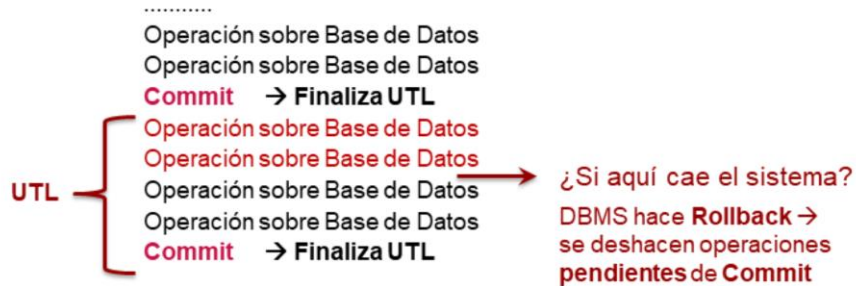 ...........
Operación sobre Base de Datos
Operación sobre Base de Datos
Commit → Finaliza UTL
Operación sobre Base de Datos
Operación sobre Base de Datos
Operación sobre Base de Datos
Operación sobre Base de Datos
Commit → Finaliza UTL
UTL
¿Si aquí cae el sistema?
DBMS hace Rollback →
se deshacen operaciones
pendientes de Commit